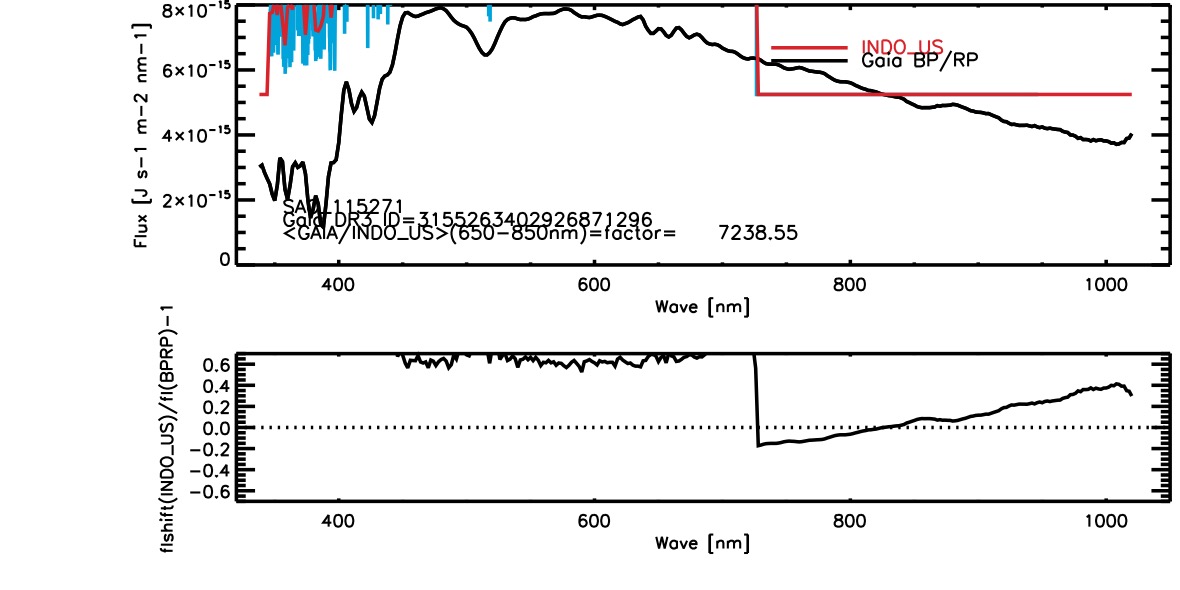 8×10⁻¹⁵
6×10⁻¹⁵
4×10⁻¹⁵
2×10⁻¹⁵
0
Flux [J s-1 m-2 nm-1]
INDO_US
Gaia BP/RP
SAO 115271
Gaia DR3 ID=3155263402926871296
<GAIA/INDO_US>(650-850nm)=factor= 7238.55
400 600 800 1000
Wave [nm]
flshift(INDO_US)/fl(BPRP)-1
0.6
0.4
0.2
0.0
-0.2
-0.4
-0.6
400 600 800 1000
Wave [nm]